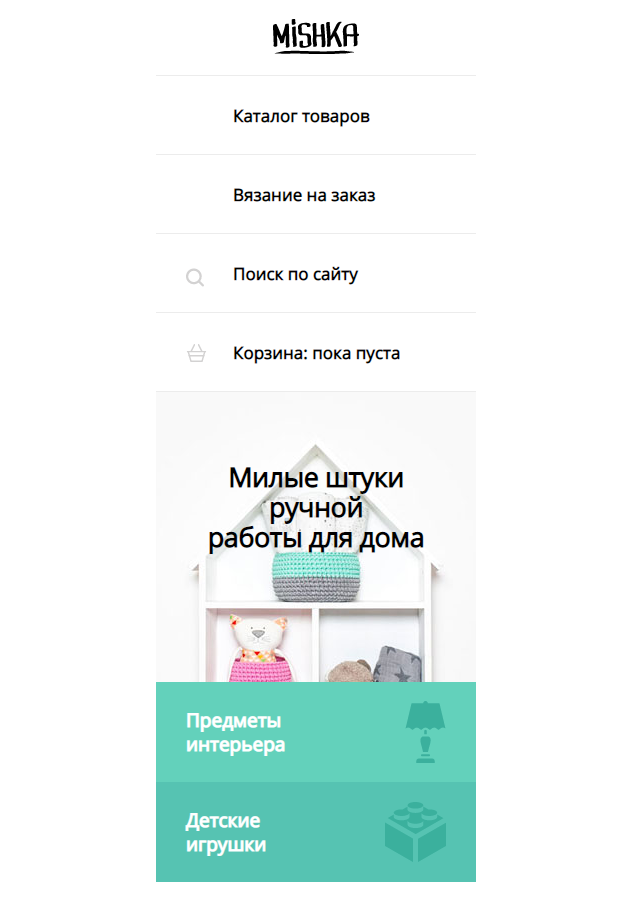 MiSHKA
Каталог товаров
Вязание на заказ
Поиск по сайту
Корзина: пока пуста
Милые штуки
ручной
работы для дома
Предметы
интерьера
Детские
игрушки